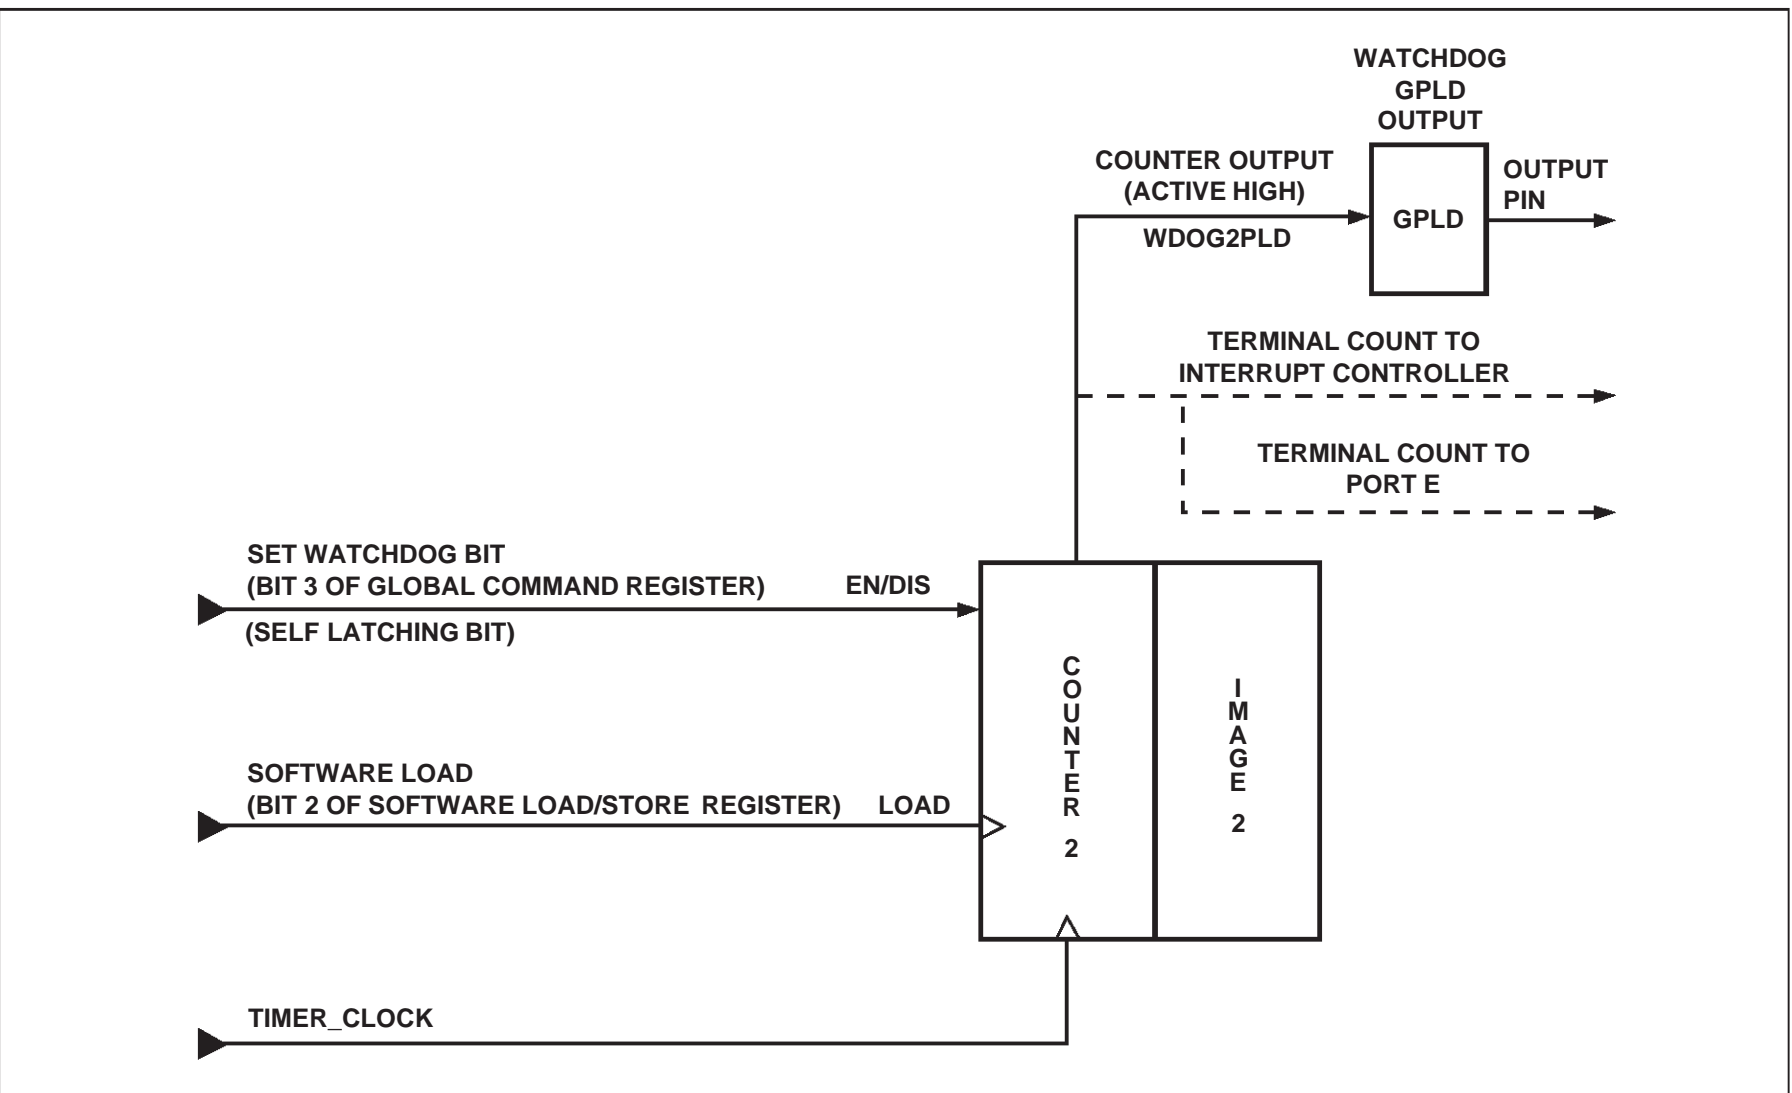 WATCHDOG
GPLD
OUTPUT
COUNTER OUTPUT
(ACTIVE HIGH)
WDOG2PLD
GPLD
OUTPUT
PIN
TERMINAL COUNT TO
INTERRUPT CONTROLLER
TERMINAL COUNT TO
PORT E
SET WATCHDOG BIT
(BIT 3 OF GLOBAL COMMAND REGISTER) EN/DIS
(SELF LATCHING BIT)
SOFTWARE LOAD
(BIT 2 OF SOFTWARE LOAD/STORE REGISTER) LOAD
COUNTER 2
IMAGE 2
TIMER_CLOCK